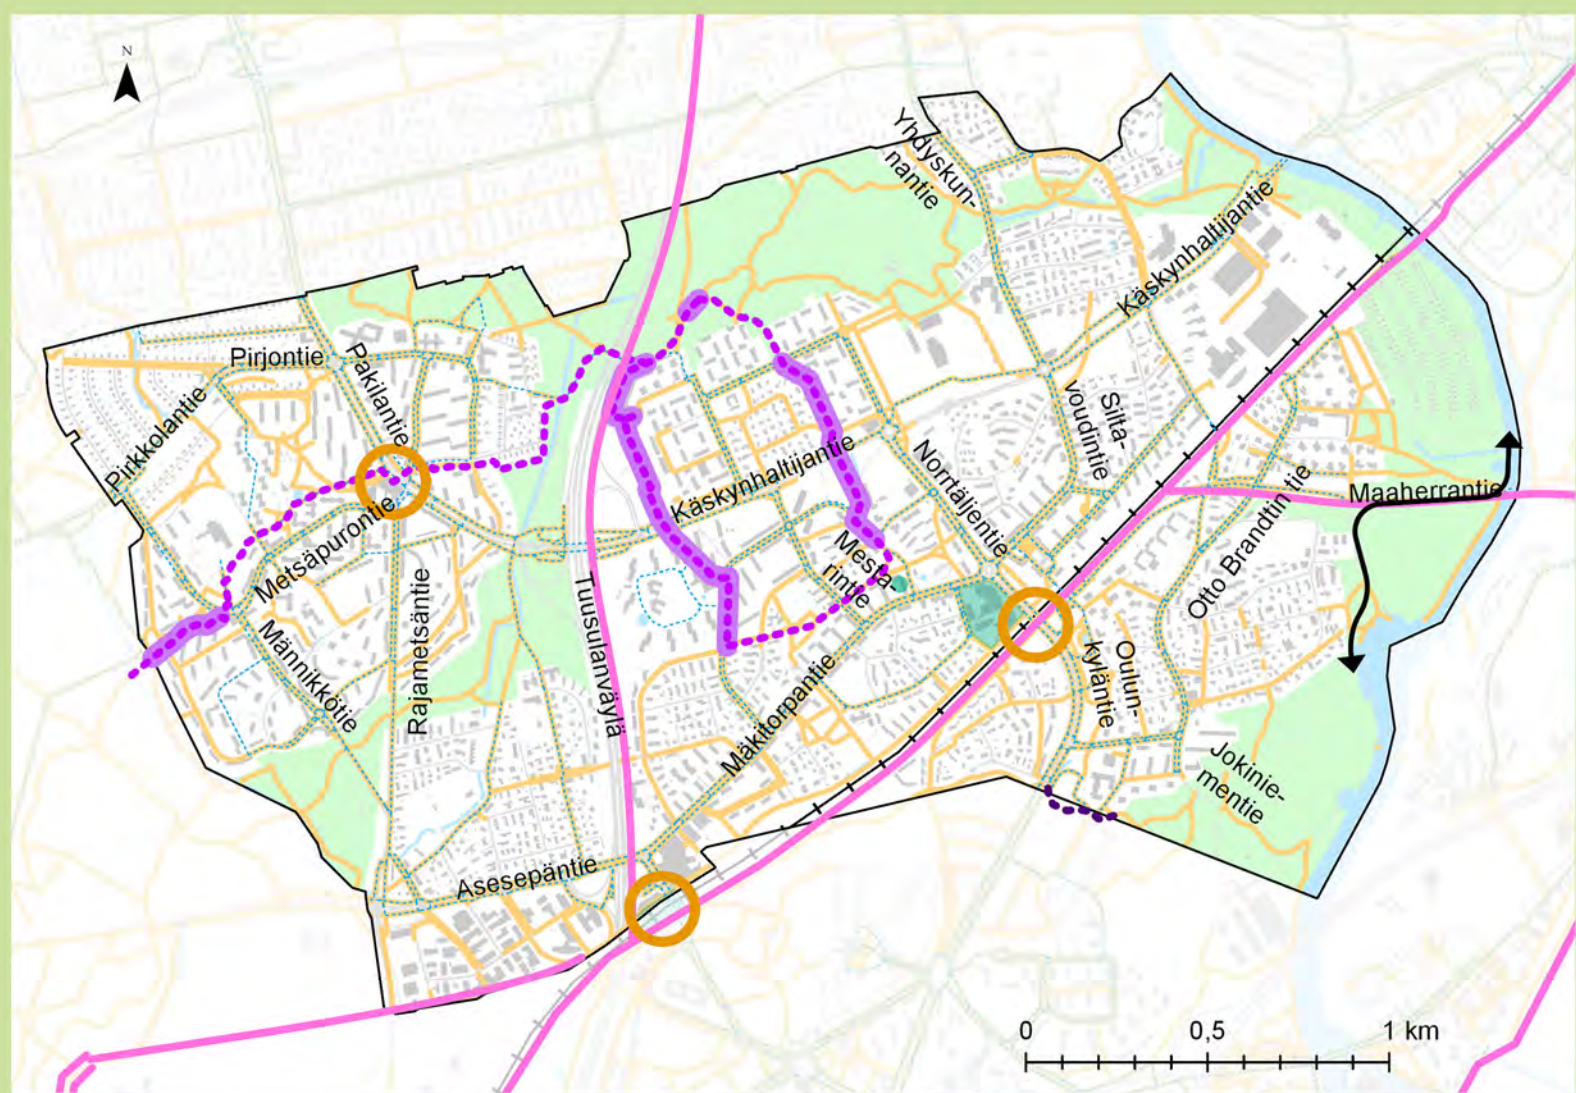 N
Yhdyskun-
nantie
Käskynhaltijantie
Pirjontie
Pakilantie
Pirkkolantie
Silta-
voudintie
Norrtäljentie
Käskynhaltijantie
Maaherrantie
Otto Brandtin tie
Metsäpurontie
Mesta-
rintie
Tuusulanväylä
Rajametsäntie
Männikkötie
Oulun-
kyläntie
Mäkitorpantie
Jokinie-
mentie
Asesepäntie
0 0,5 1 km